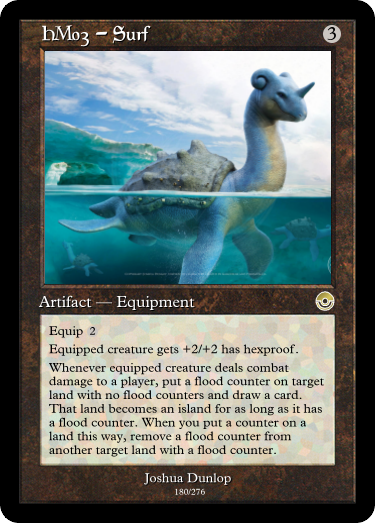 HM03 – Surf
3
Artifact — Equipment
Equip 2
Equipped creature gets +2/+2 has hexproof.
Whenever equipped creature deals combat
damage to a player, put a flood counter on target
land with no flood counters and draw a card.
That land becomes an island for as long as it has
a flood counter. When you put a counter on a
land this way, remove a flood counter from
another target land with a flood counter.
Joshua Dunlop
180/276